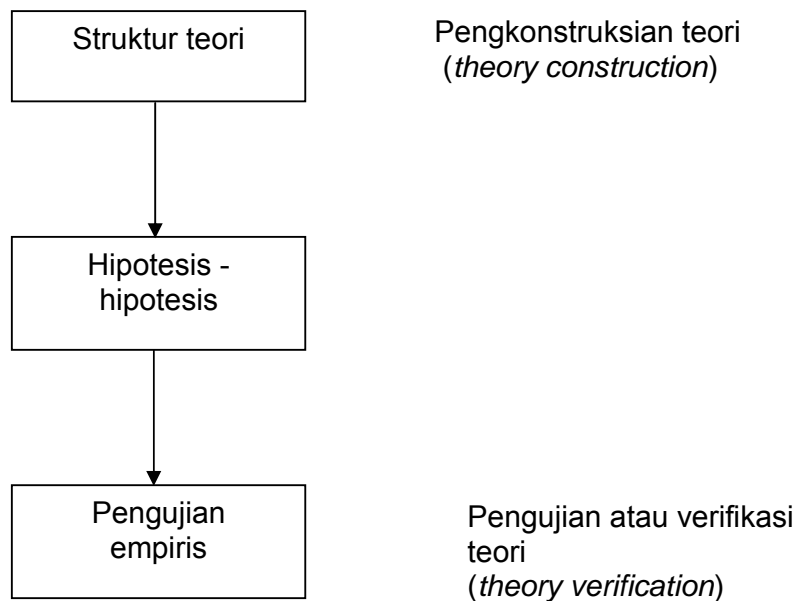 Struktur teori
Pengkonstruksian teori
(theory construction)
Hipotesis -
hipotesis
Pengujian
empiris
Pengujian atau verifikasi
teori
(theory verification)